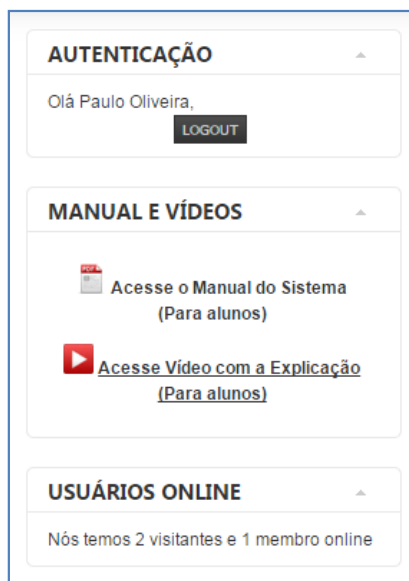 AUTENTICAÇÃO
Olá Paulo Oliveira,
LOGOUT
MANUAL E VÍDEOS
PDF
Acesse o Manual do Sistema
(Para alunos)
Acesse Vídeo com a Explicação
(Para alunos)
USUÁRIOS ONLINE
Nós temos 2 visitantes e 1 membro online